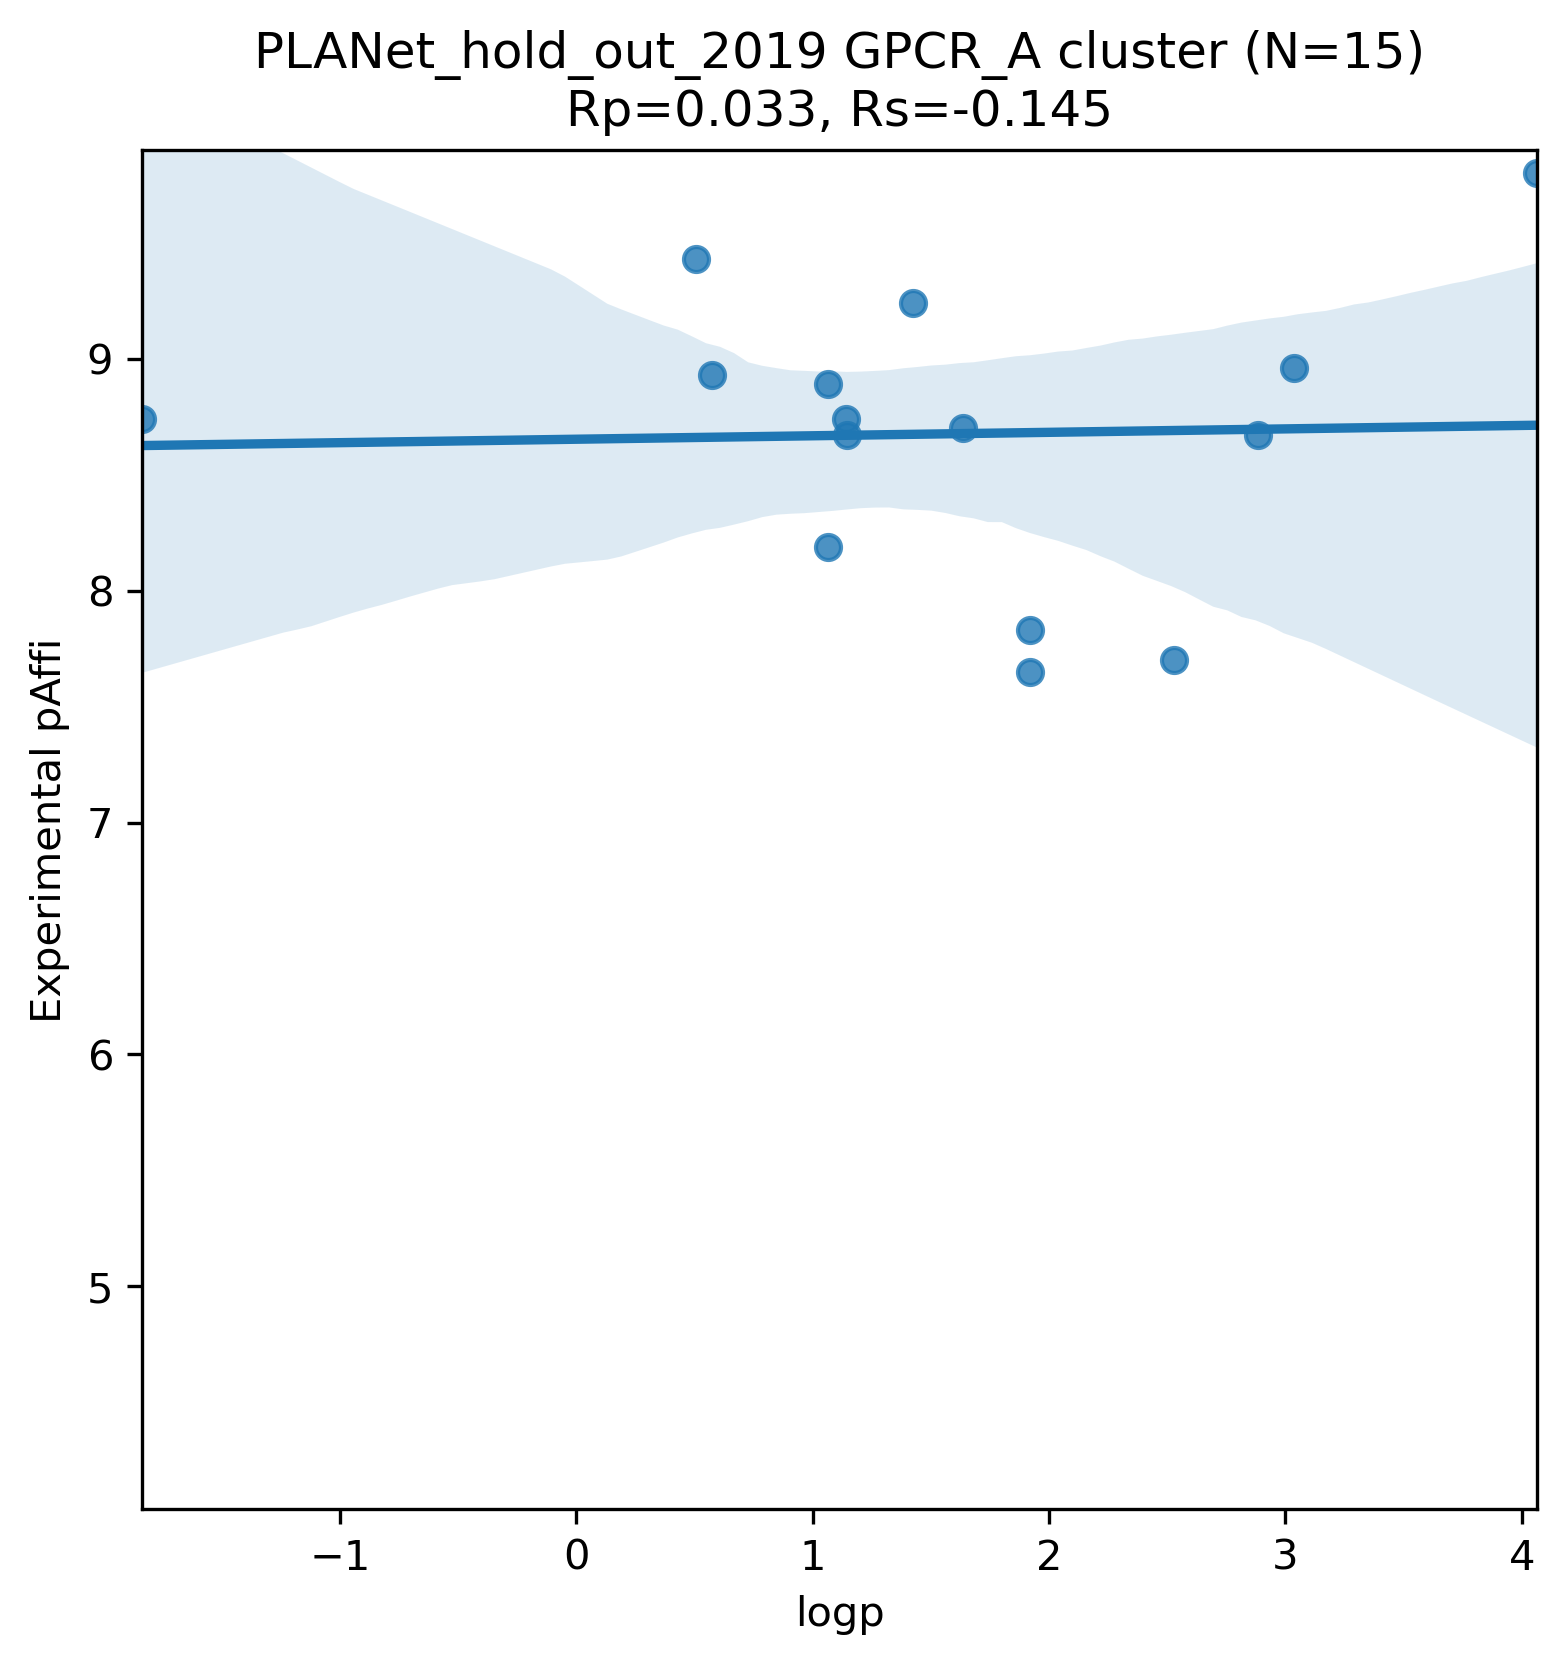 PLANet_hold_out_2019 GPCR_A cluster (N=15)
Rp=0.033, Rs=-0.145
9
8
7
6
5
Experimental pAffi
−1 0 1 2 3 4
logp